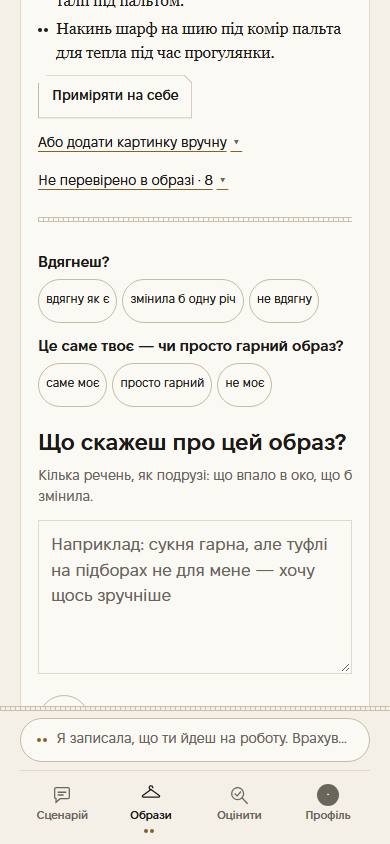 талії під пальтом.
Накинь шарф на шию під комір пальта
для тепла під час прогулянки.
Приміряти на себе
Або додати картинку вручну
Не перевірено в образі · 8
Вдягнеш?
вдягну як є
змінила б одну річ
не вдягну
Це саме твоє — чи просто гарний образ?
саме моє
просто гарний
не моє
Що скажеш про цей образ?
Кілька речень, як подрузі: що впало в око, що б
змінила.
Наприклад: сукня гарна, але туфлі
на підборах не для мене — хочу
щось зручніше
Я записала, що ти йдеш на роботу. Врахув...
Сценарій
Образи
Оцінити
Профіль